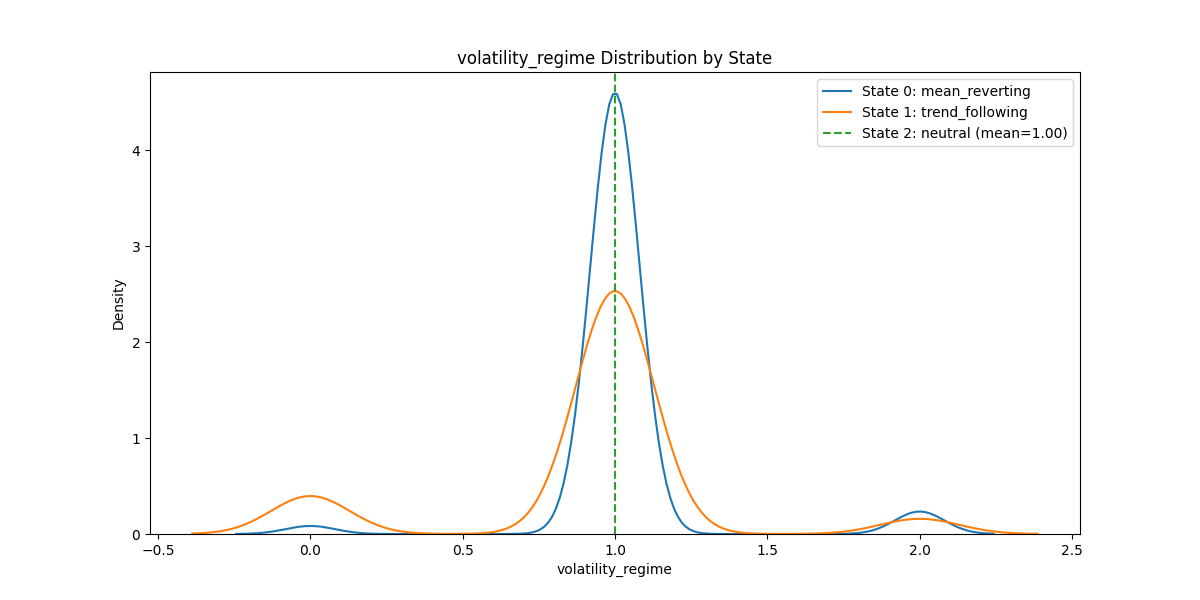 volatility_regime Distribution by State
State 0: mean_reverting
State 1: trend_following
State 2: neutral (mean=1.00)
Density
4
3
2
1
0
−0.5 0.0 0.5 1.0 1.5 2.0 2.5
volatility_regime